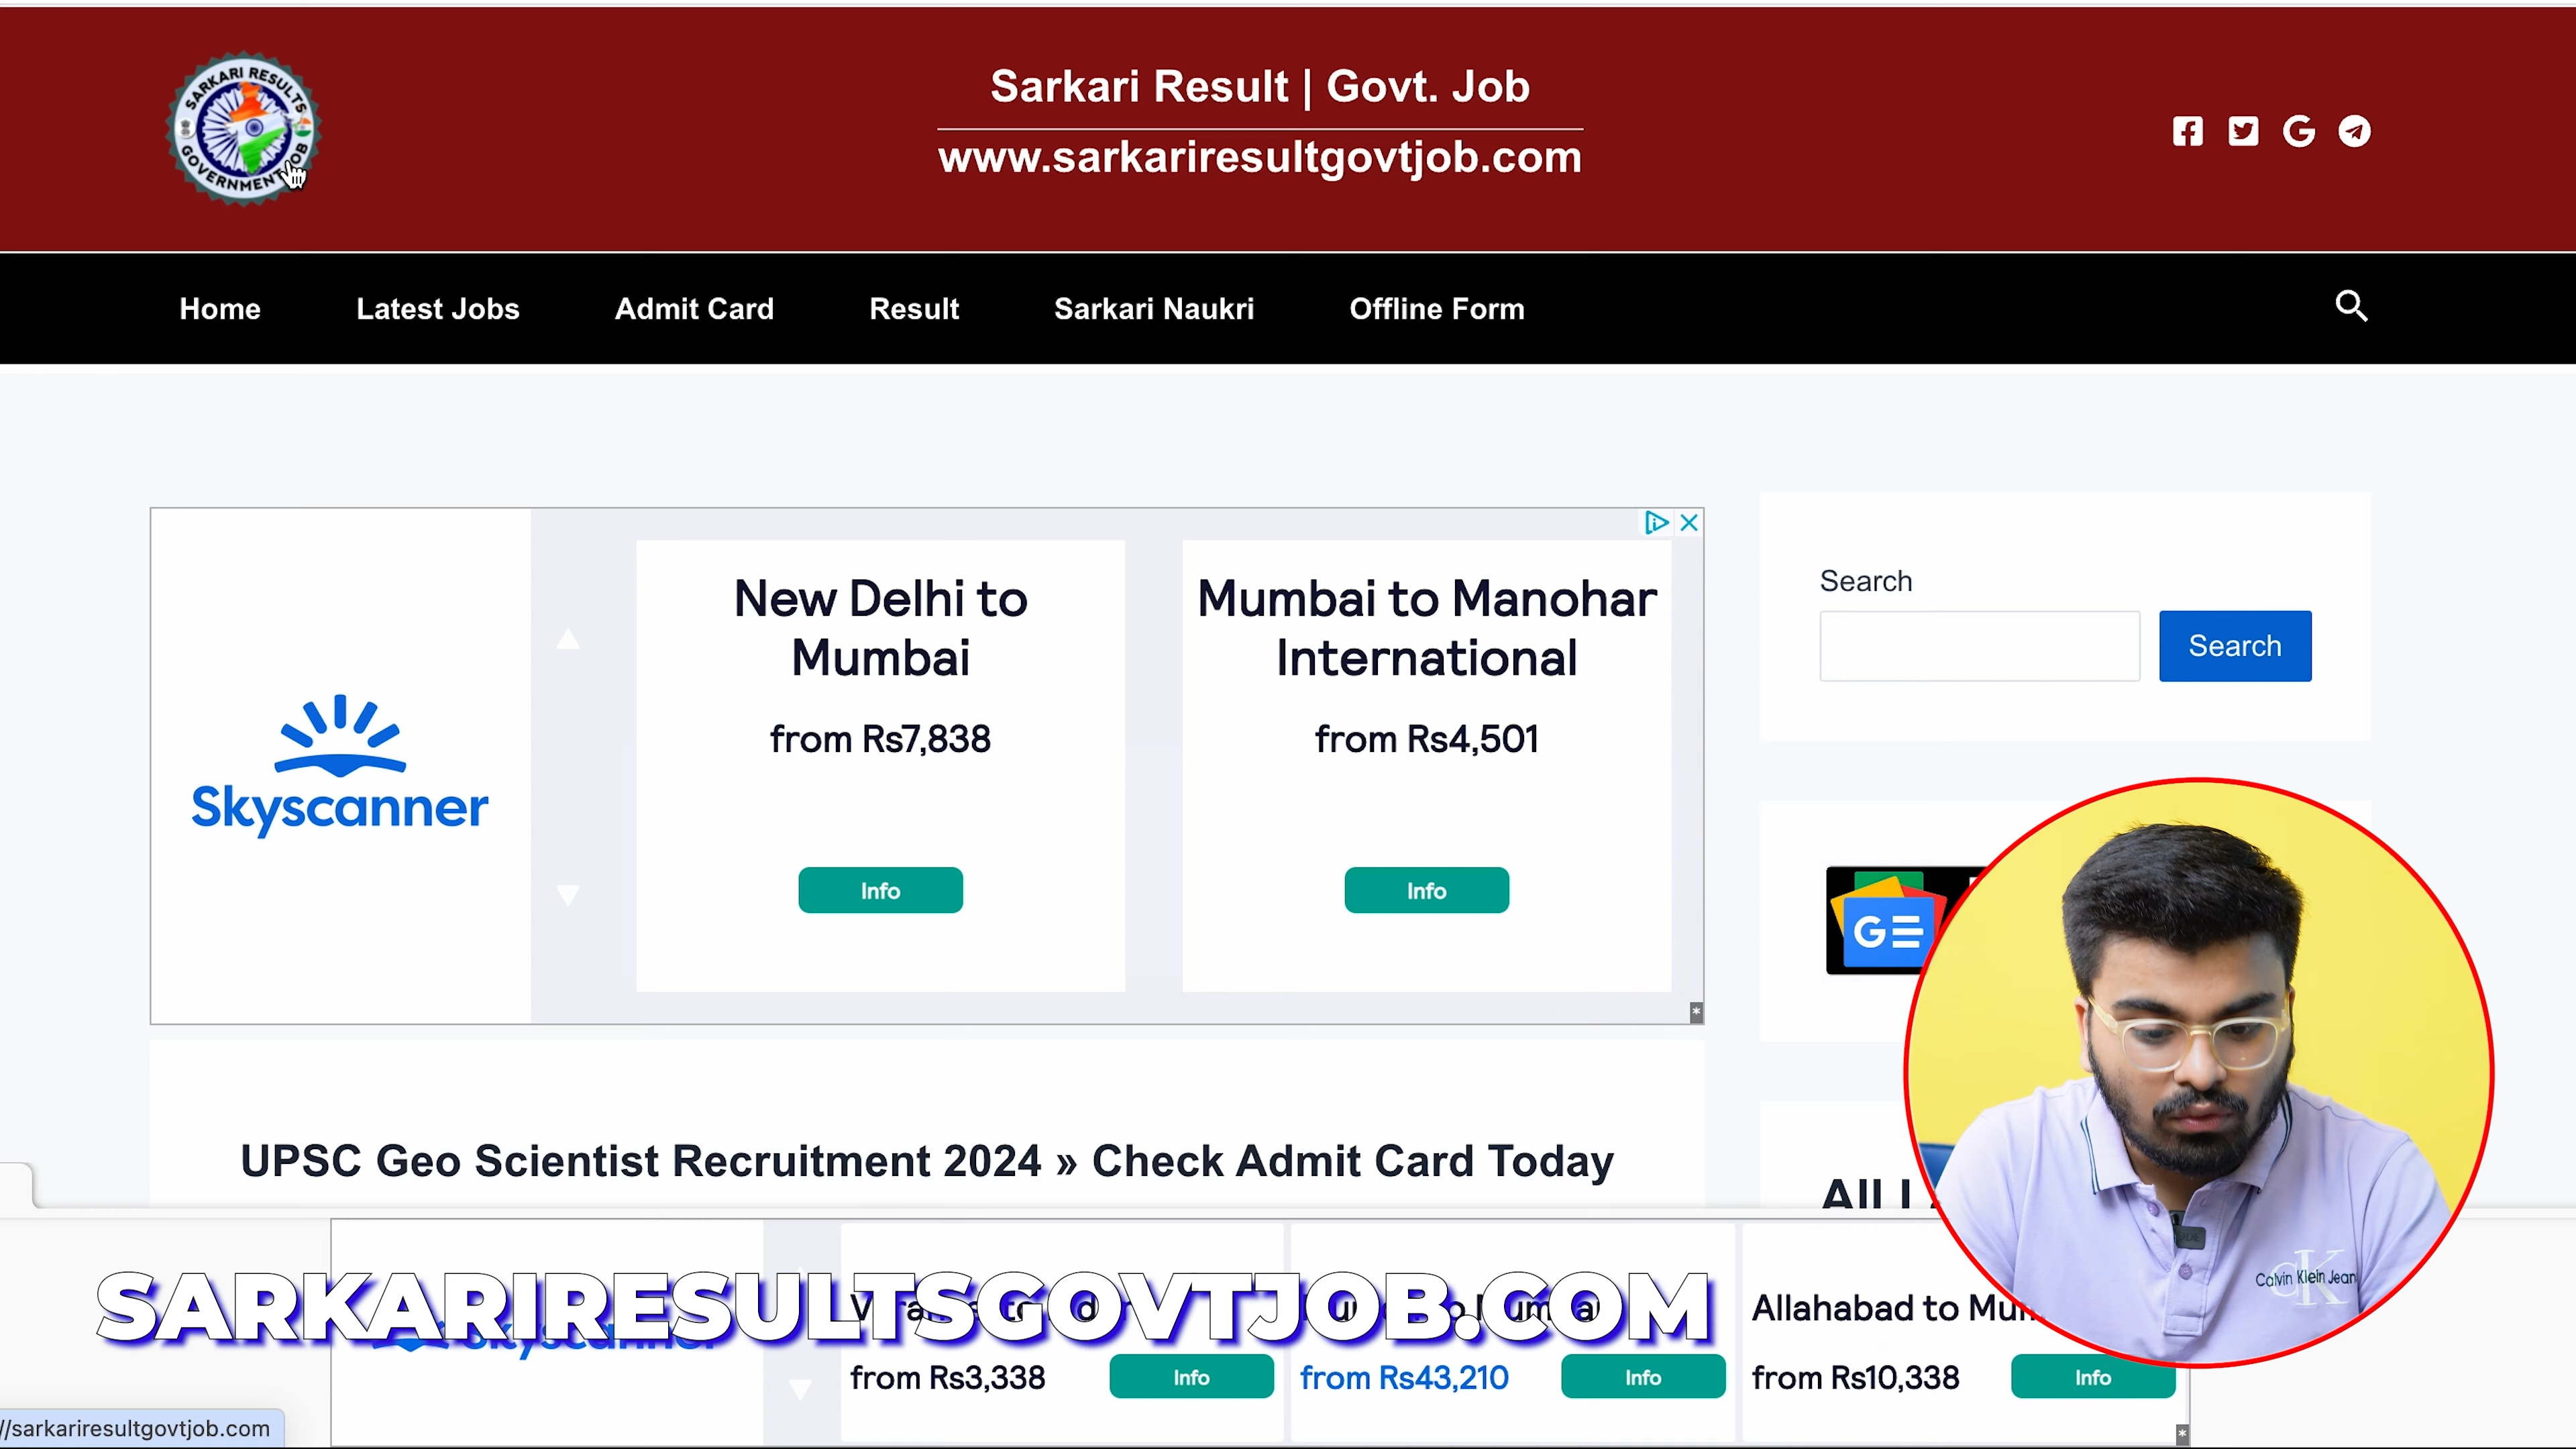 SARKARI RESULTS
GOVERNMENT JOB
Sarkari Result | Govt. Job
www.sarkariresultgovtjob.com
Home
Latest Jobs
Admit Card
Result
Sarkari Naukri
Offline Form
Skyscanner
New Delhi to
Mumbai
from Rs7,838
Info
Mumbai to Manohar
International
from Rs4,501
Info
Search
Search
UPSC Geo Scientist Recruitment 2024 » Check Admit Card Today
All
SARKARIRESULTSGOVTJOB.COM
Skyscanner
from Rs3,338
Info
Mumbai
from Rs43,210
Info
Allahabad to
from Rs10,338
Info
Calvin Klein Jean
CK
//sarkariresultgovtjob.com